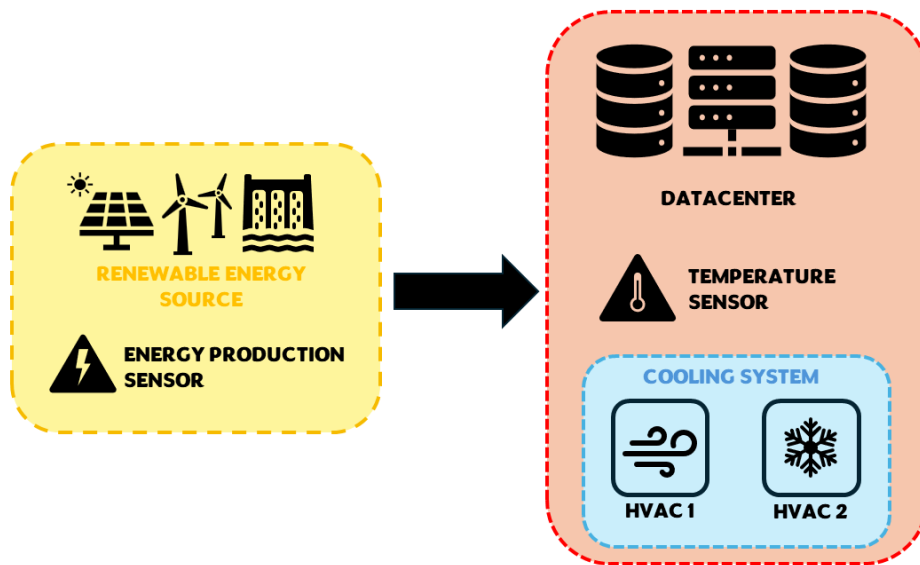 RENEWABLE ENERGY
SOURCE
ENERGY PRODUCTION
SENSOR
DATACENTER
TEMPERATURE
SENSOR
COOLING SYSTEM
HVAC 1
HVAC 2